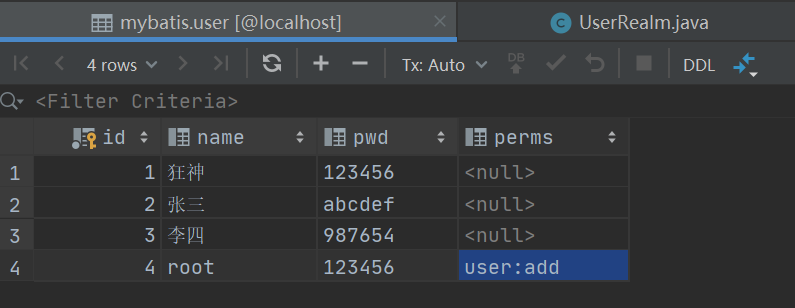 mybatis.user [@localhost] UserRealm.java
4 rows Tx: Auto DB DDL
<Filter Criteria>
id name pwd perms
1 1 狂神 123456 <null>
2 2 张三 abcdef <null>
3 3 李四 987654 <null>
4 4 root 123456 user:add